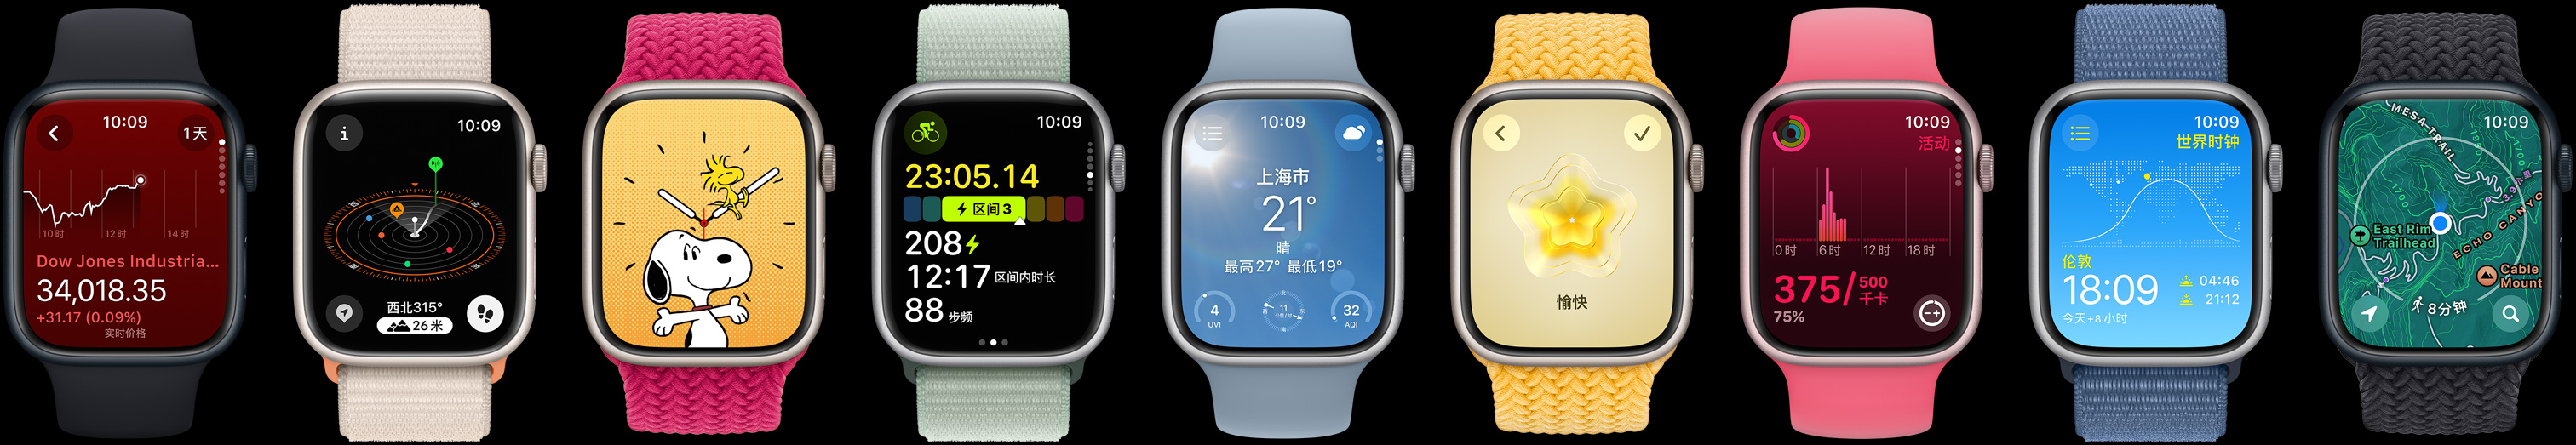 10:09
1天
10时
12时
14时
Dow Jones Industria...
34,018.35
+31.17 (0.09%)
实时价格
i
10:09
西北315°
26米
10:09
23:05.14
区间3
208
12:17 区间内时长
88 步频
10:09
上海市
21°
晴
最高27° 最低19°
4
UVI
11
32
AQI
愉快
10:09
活动
0时
6时
12时
18时
375/500千卡
75%
10:09
世界时钟
伦敦
18:09
04:46
21:12
今天+8小时
10:09
MESA TRAIL
East Rim
Trailhead
ECHO CANYO
Cable
Mount
8分钟